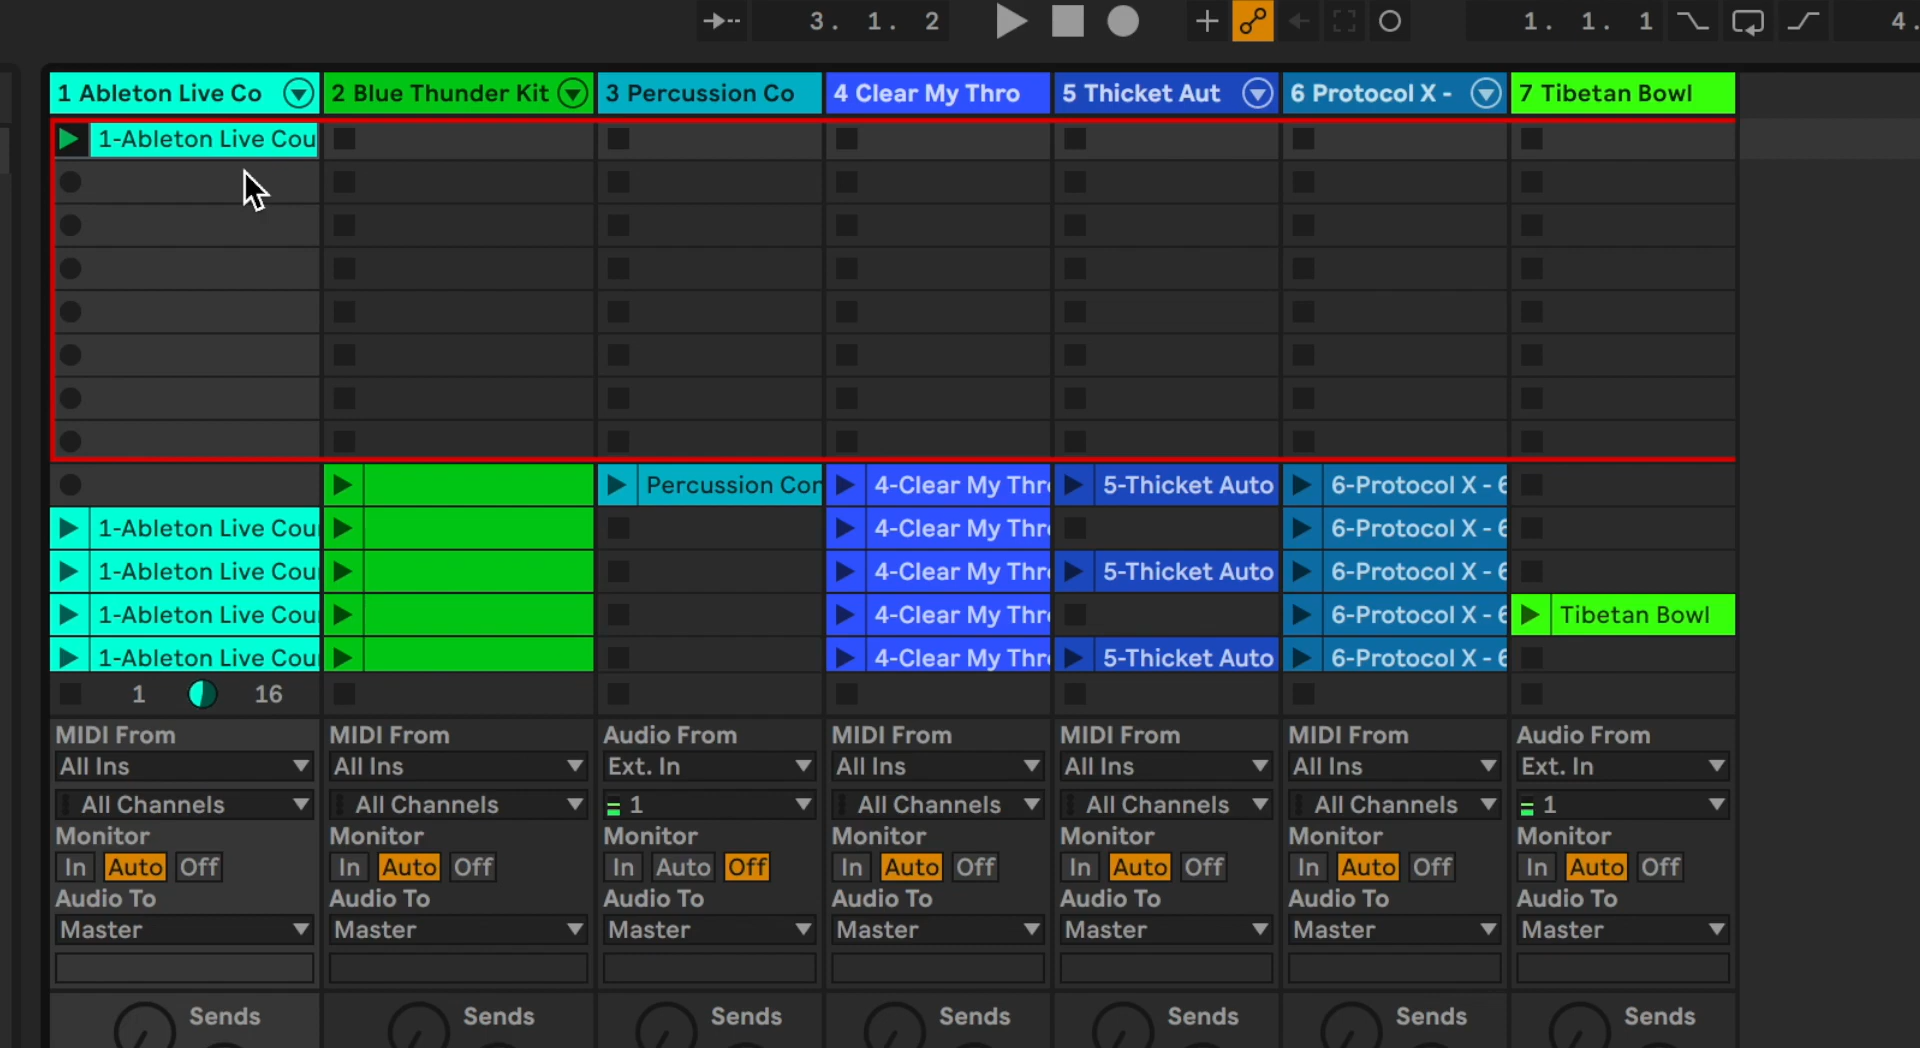 3. 1. 2 1. 1. 1 4.
1 Ableton Live Co 2 Blue Thunder Kit 3 Percussion Co 4 Clear My Thro 5 Thicket Aut 6 Protocol X - 7 Tibetan Bowl
1-Ableton Live Cou
Percussion Cor 4-Clear My Thr 5-Thicket Auto 6-Protocol X - 6
1-Ableton Live Cou 4-Clear My Thr 6-Protocol X - 6
1-Ableton Live Cou 4-Clear My Thr 5-Thicket Auto 6-Protocol X - 6
1-Ableton Live Cou 4-Clear My Thr 6-Protocol X - 6 Tibetan Bowl
1-Ableton Live Cou 4-Clear My Thr 5-Thicket Auto 6-Protocol X - 6
1 16
MIDI From MIDI From Audio From MIDI From MIDI From MIDI From Audio From
All Ins All Ins Ext. In All Ins All Ins All Ins Ext. In
All Channels All Channels 1 All Channels All Channels All Channels 1
Monitor Monitor Monitor Monitor Monitor Monitor Monitor
In Auto Off In Auto Off In Auto Off In Auto Off In Auto Off In Auto Off In Auto Off
Audio To Audio To Audio To Audio To Audio To Audio To Audio To
Master Master Master Master Master Master Master
Sends Sends Sends Sends Sends Sends Sends